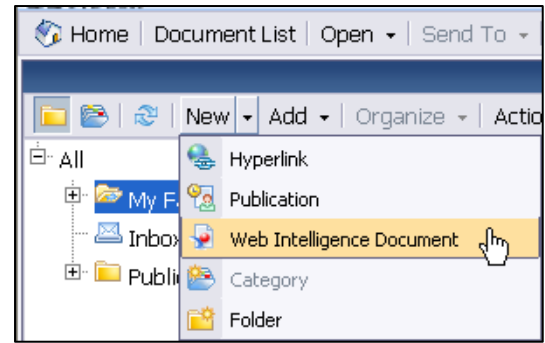 Home Document List Open Send To
New Add Organize Actio
All
Hyperlink
My F
Publication
Inbox
Web Intelligence Document
Publi
Category
Folder